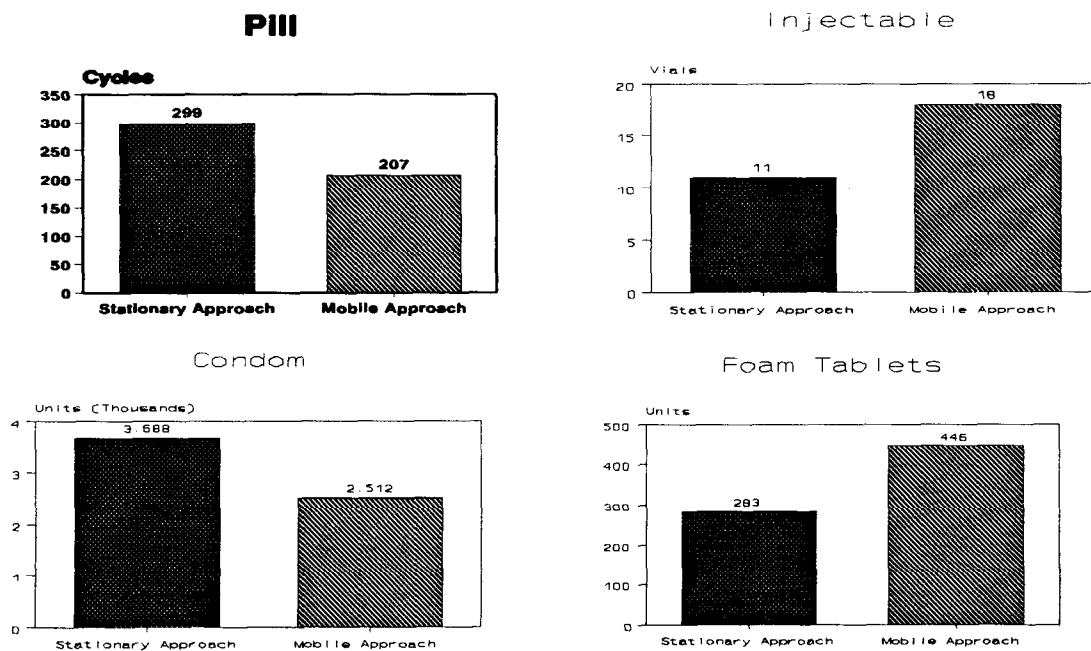 Pill
Cycles
350
300
250
200
150
100
50
0
299
207
Stationary Approach
Mobile Approach
Injectable
Vials
20
15
10
5
0
11
18
Stationary Approach
Mobile Approach
Condom
Units (Thousands)
4
3
2
1
0
3.688
2.512
Stationary Approach
Mobile Approach
Foam Tablets
Units
500
400
300
200
100
0
283
446
Stationary Approach
Mobile Approach